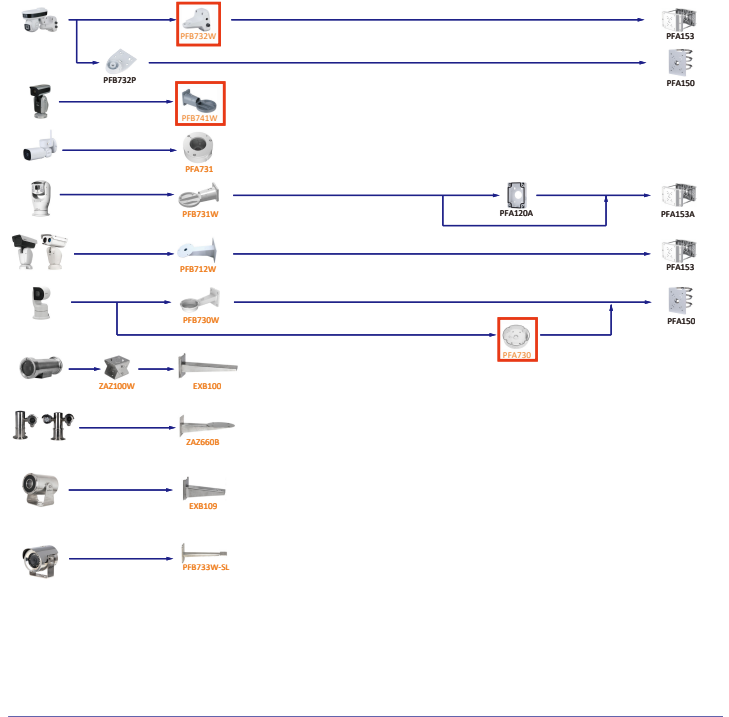 PFB732W
PFA153
PFB732P
PFA150
PFB741W
PFA731
PFB731W
PFA120A
PFA153A
PFB712W
PFA153
PFB730W
PFA150
PFA730
ZAZ100W
EXB100
ZAZ660B
EXB109
PFB733W-SL